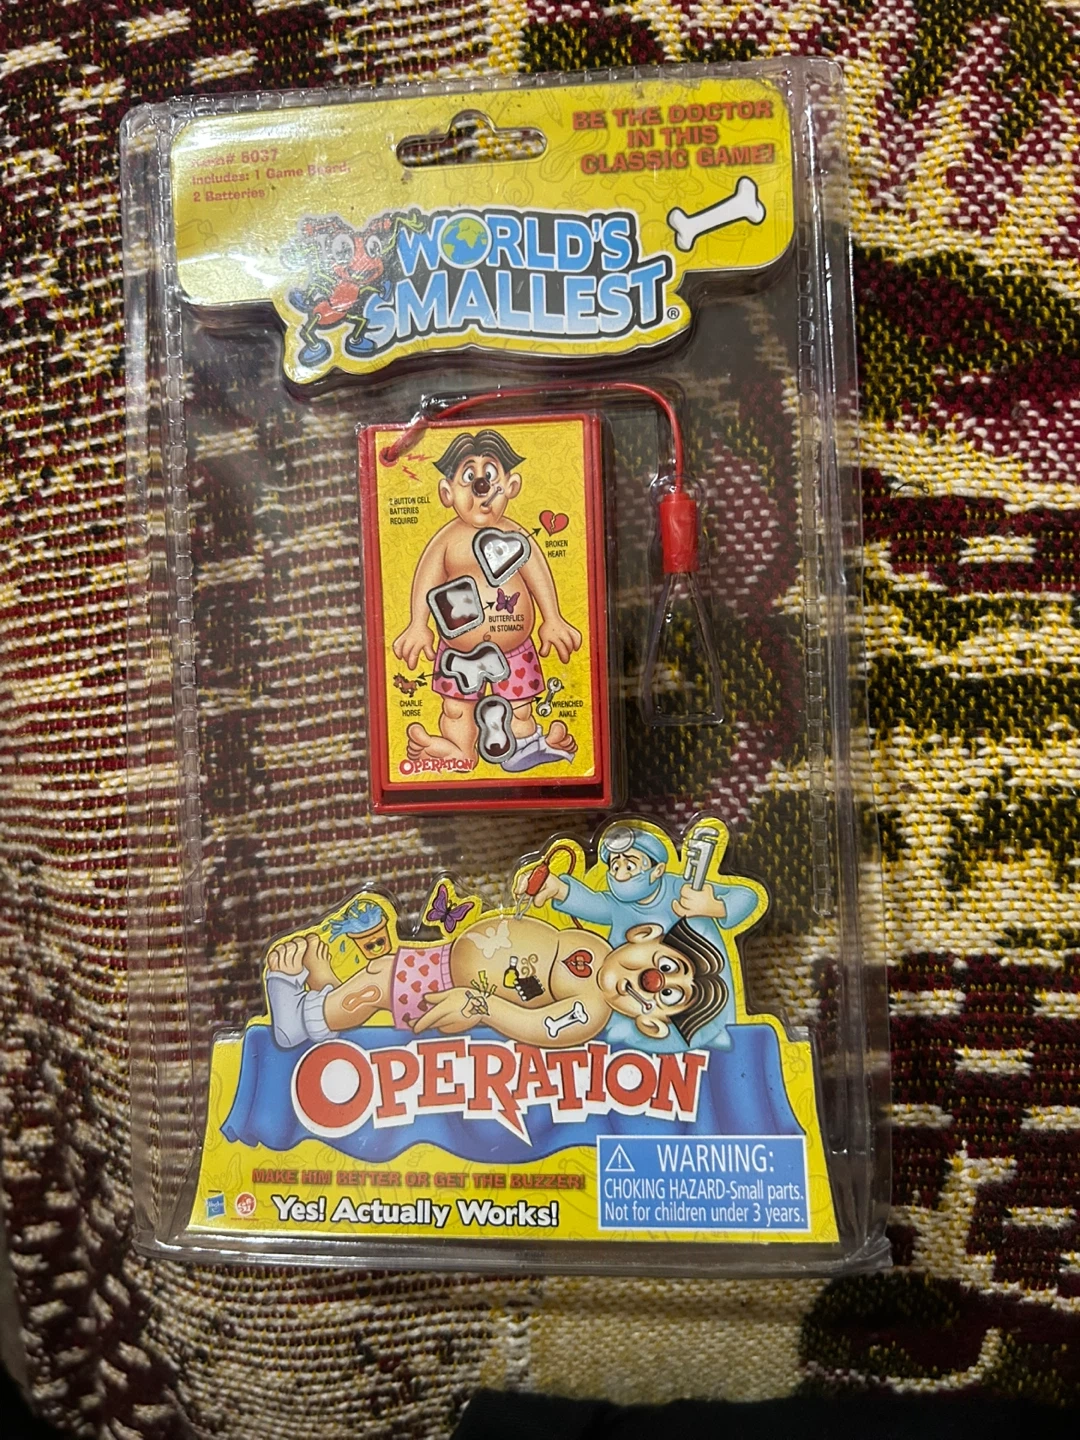 Item# 5037
Includes: 1 Game Board,
2 Batteries
BE THE DOCTOR
IN THIS
CLASSIC GAME!
WORLD'S
SMALLEST®
2 BUTTON CELL
BATTERIES
REQUIRED
BROKEN
HEART
BUTTERFLIES
IN STOMACH
CHARLIE
HORSE
WRENCHED
ANKLE
OPERATION
OPERATION
MAKE HIM BETTER OR GET THE BUZZER!
Yes! Actually Works!
WARNING:
CHOKING HAZARD-Small parts.
Not for children under 3 years.